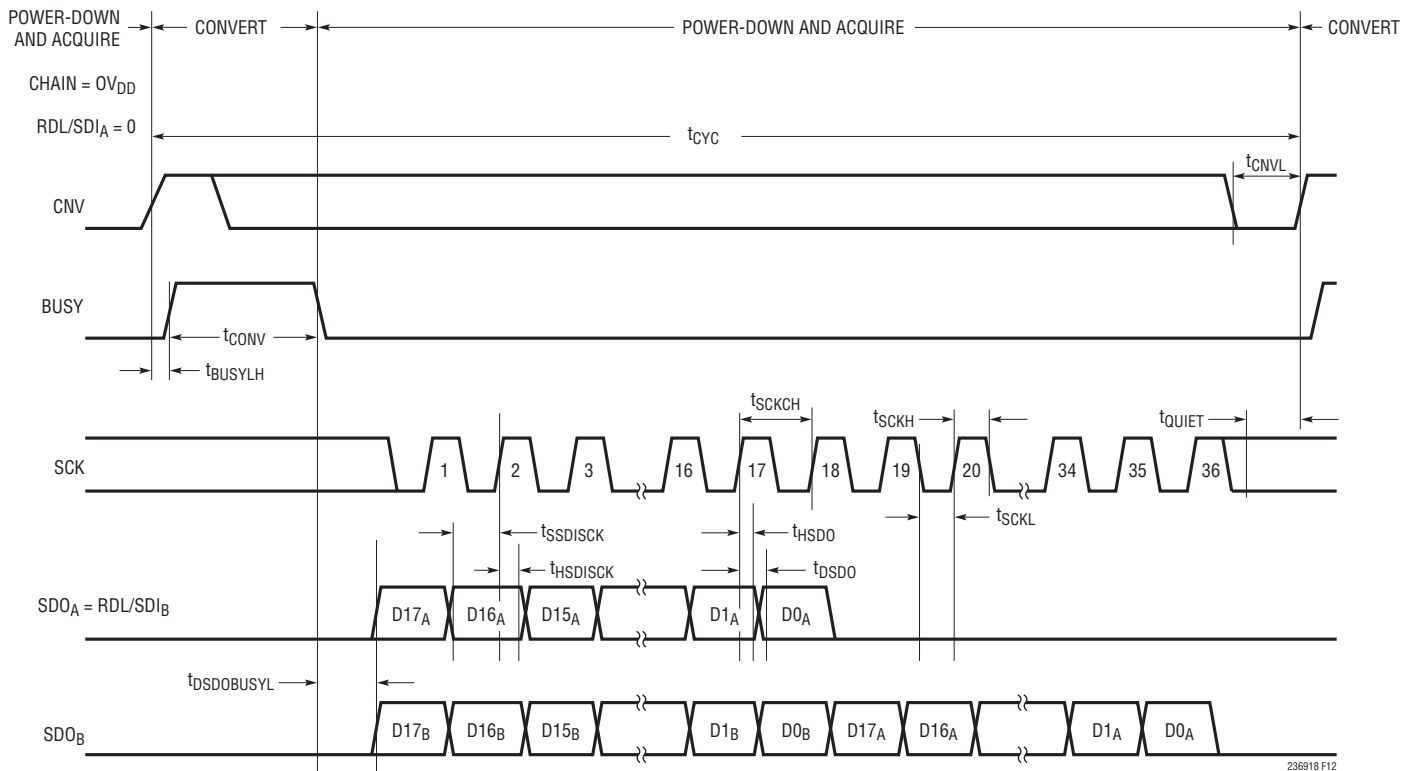 POWER-DOWN
AND ACQUIRE
CONVERT
POWER-DOWN AND ACQUIRE
CONVERT
CHAIN = OVDD
RDL/SDIA = 0
tCYC
tCNVL
CNV
BUSY
tCONV
tBUSYLH
tSCKCH
tSCKH
tQUIET
SCK
1 2 3 16 17 18 19 20 34 35 36
tSSDISCK
tHSDO
tSCKL
tHSDISCK
tDSDO
SDOA = RDL/SDIB
D17A D16A D15A D1A D0A
tDSDOBUSYL
SDOB
D17B D16B D15B D1B D0B D17A D16A D1A D0A
236918 F12